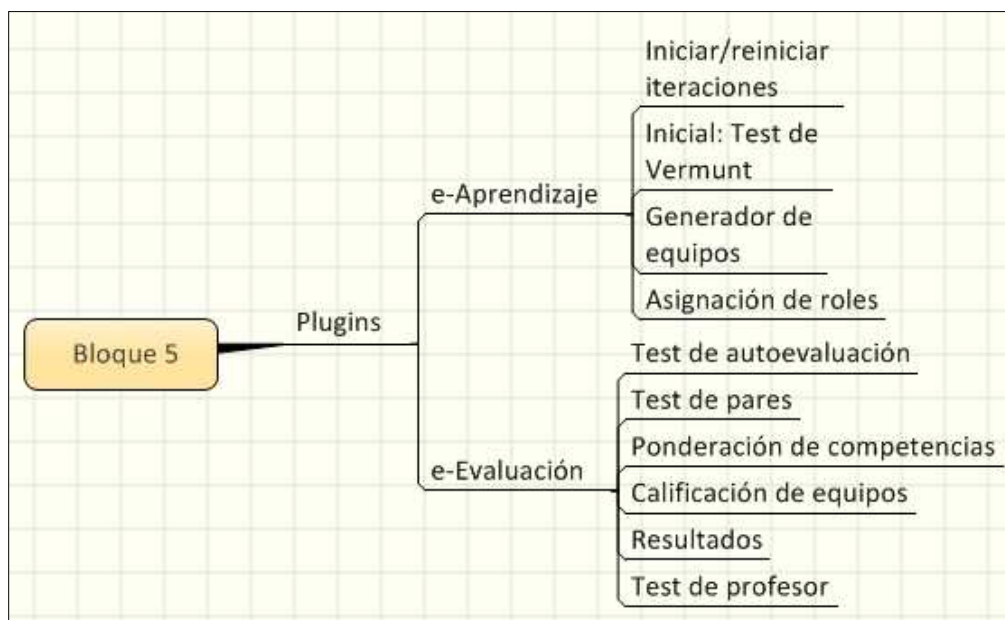 Bloque 5
Plugins
e-Aprendizaje
Iniciar/reiniciar
iteraciones
Inicial: Test de
Vermunt
Generador de
equipos
Asignación de roles
e-Evaluación
Test de autoevaluación
Test de pares
Ponderación de competencias
Calificación de equipos
Resultados
Test de profesor